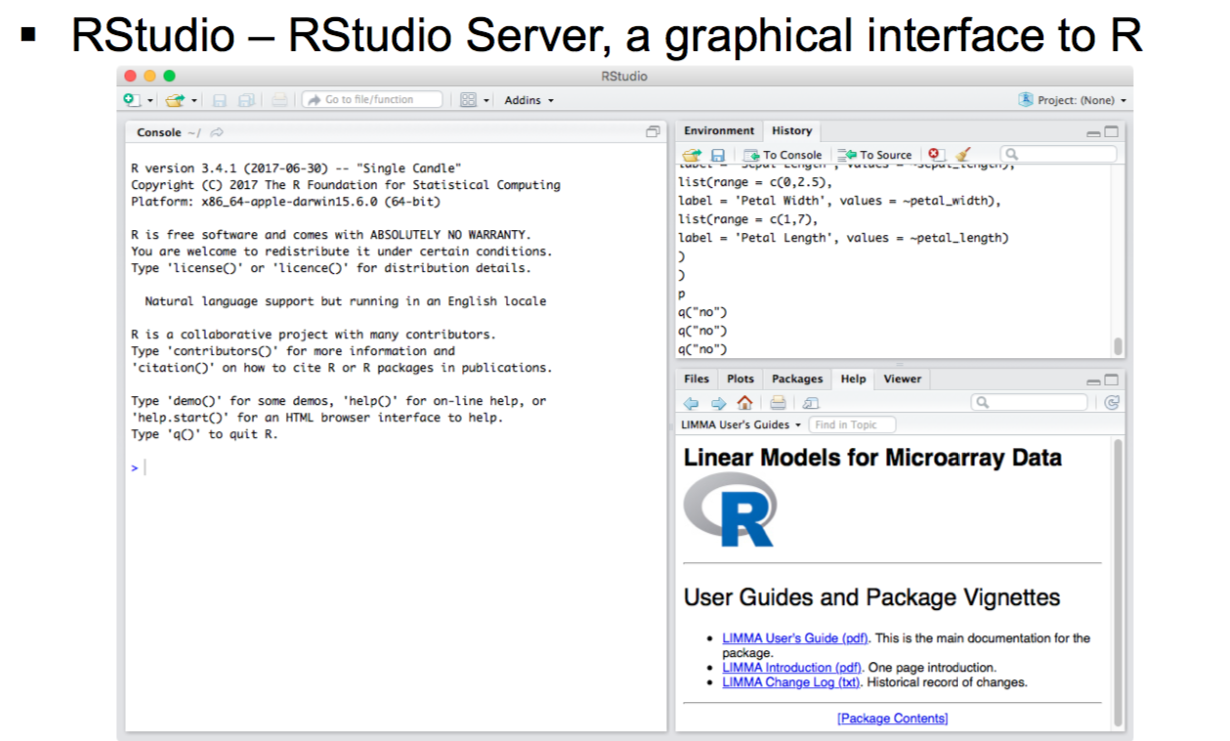 ▪ RStudio – RStudio Server, a graphical interface to R
RStudio
Go to file/function
Addins
Project: (None)
Console ~/
R version 3.4.1 (2017-06-30) -- "Single Candle"
Copyright (C) 2017 The R Foundation for Statistical Computing
Platform: x86_64-apple-darwin15.6.0 (64-bit)
R is free software and comes with ABSOLUTELY NO WARRANTY.
You are welcome to redistribute it under certain conditions.
Type 'license()' or 'licence()' for distribution details.
Natural language support but running in an English locale
R is a collaborative project with many contributors.
Type 'contributors()' for more information and
'citation()' on how to cite R or R packages in publications.
Type 'demo()' for some demos, 'help()' for on-line help, or
'help.start()' for an HTML browser interface to help.
Type 'q()' to quit R.
>
Environment History
To Console To Source
list(range = c(0,2.5),
label = 'Petal Width', values = ~petal_width),
list(range = c(1,7),
label = 'Petal Length', values = ~petal_length)
)
)
p
q("no")
q("no")
q("no")
Files Plots Packages Help Viewer
LIMMA User's Guides Find in Topic
Linear Models for Microarray Data
R
User Guides and Package Vignettes
• LIMMA User's Guide (pdf). This is the main documentation for the
package.
• LIMMA Introduction (pdf). One page introduction.
• LIMMA Change Log (txt). Historical record of changes.
[Package Contents]